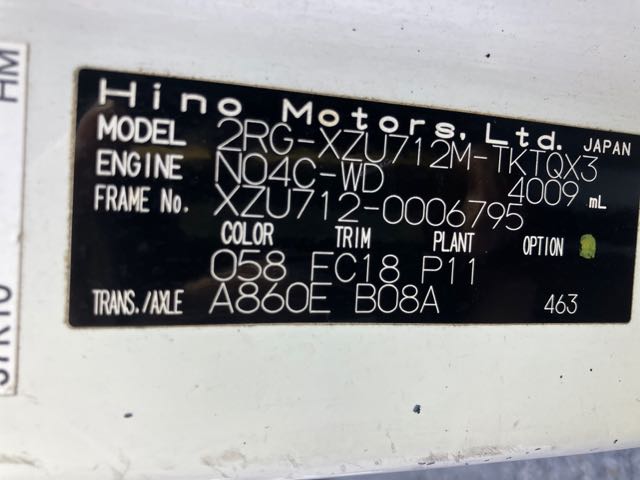 HM
Hino Motors, Ltd. JAPAN
MODEL 2RG-XZU712M-TKTQX3
ENGINE N04C-WD 4009 mL
FRAME No. XZU712-0006795
COLOR TRIM PLANT OPTION
058 FC18 P11
TRANS./AXLE A860E B08A 463